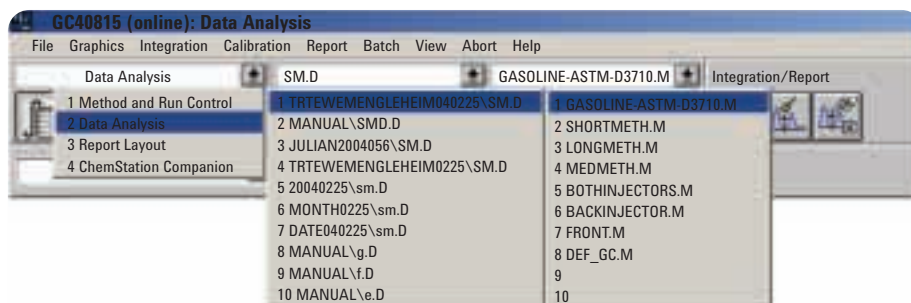 GC40815 (online): Data Analysis
File Graphics Integration Calibration Report Batch View Abort Help
Data Analysis SM.D GASOLINE-ASTM-D3710.M Integration/Report
1 Method and Run Control
2 Data Analysis
3 Report Layout
4 ChemStation Companion
1 TRTEWEMENGLEHEIM040225\SM.D
2 MANUAL\SMD.D
3 JULIAN2004056\SM.D
4 TRTEWEMENGLEHEIM0225\SM.D
5 20040225\sm.D
6 MONTH0225\sm.D
7 DATE040225\sm.D
8 MANUAL\g.D
9 MANUAL\f.D
10 MANUAL\e.D
1 GASOLINE-ASTM-D3710.M
2 SHORTMETH.M
3 LONGMETH.M
4 MEDMETH.M
5 BOTHINJECTORS.M
6 BACKINJECTOR.M
7 FRONT.M
8 DEF_GC.M
9
10